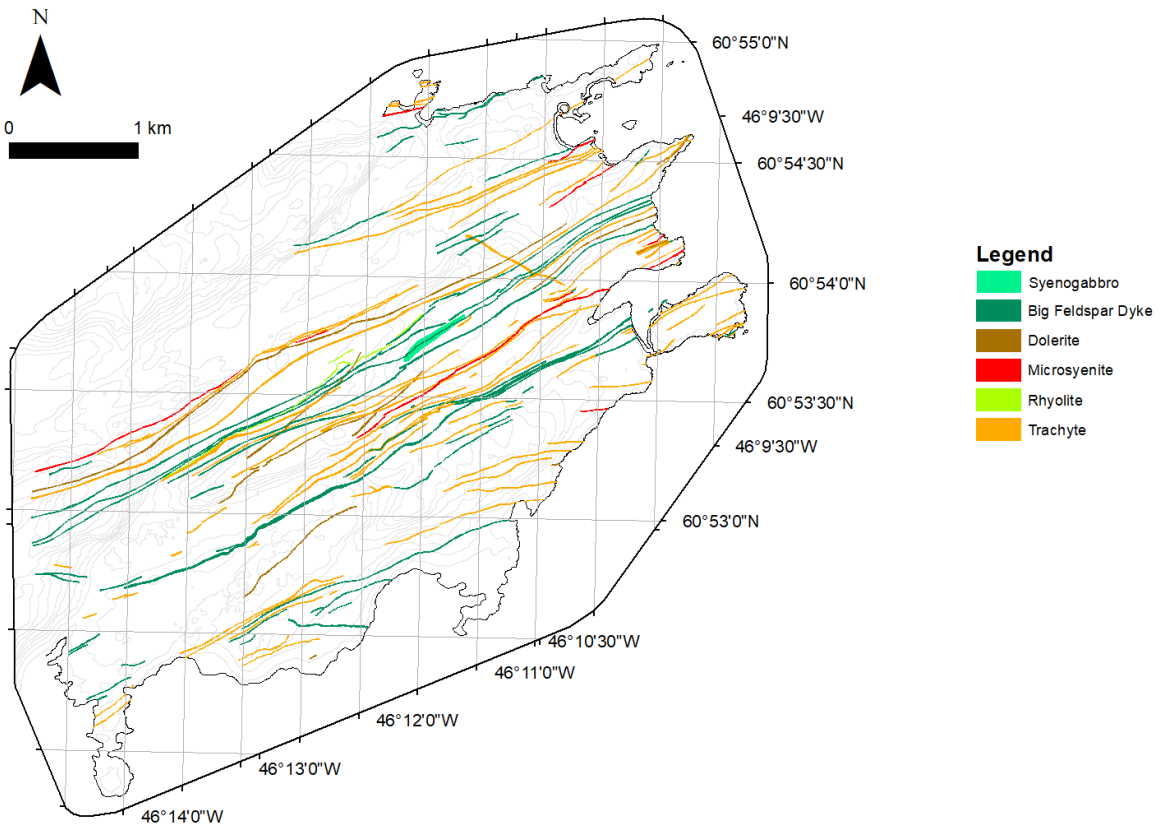 N
0 1 km
60°55'0"N
46°9'30"W
60°54'30"N
60°54'0"N
60°53'30"N
46°9'30"W
60°53'0"N
46°10'30"W
46°11'0"W
46°12'0"W
46°13'0"W
46°14'0"W
Legend
Syenogabbro
Big Feldspar Dyke
Dolerite
Microsyenite
Rhyolite
Trachyte